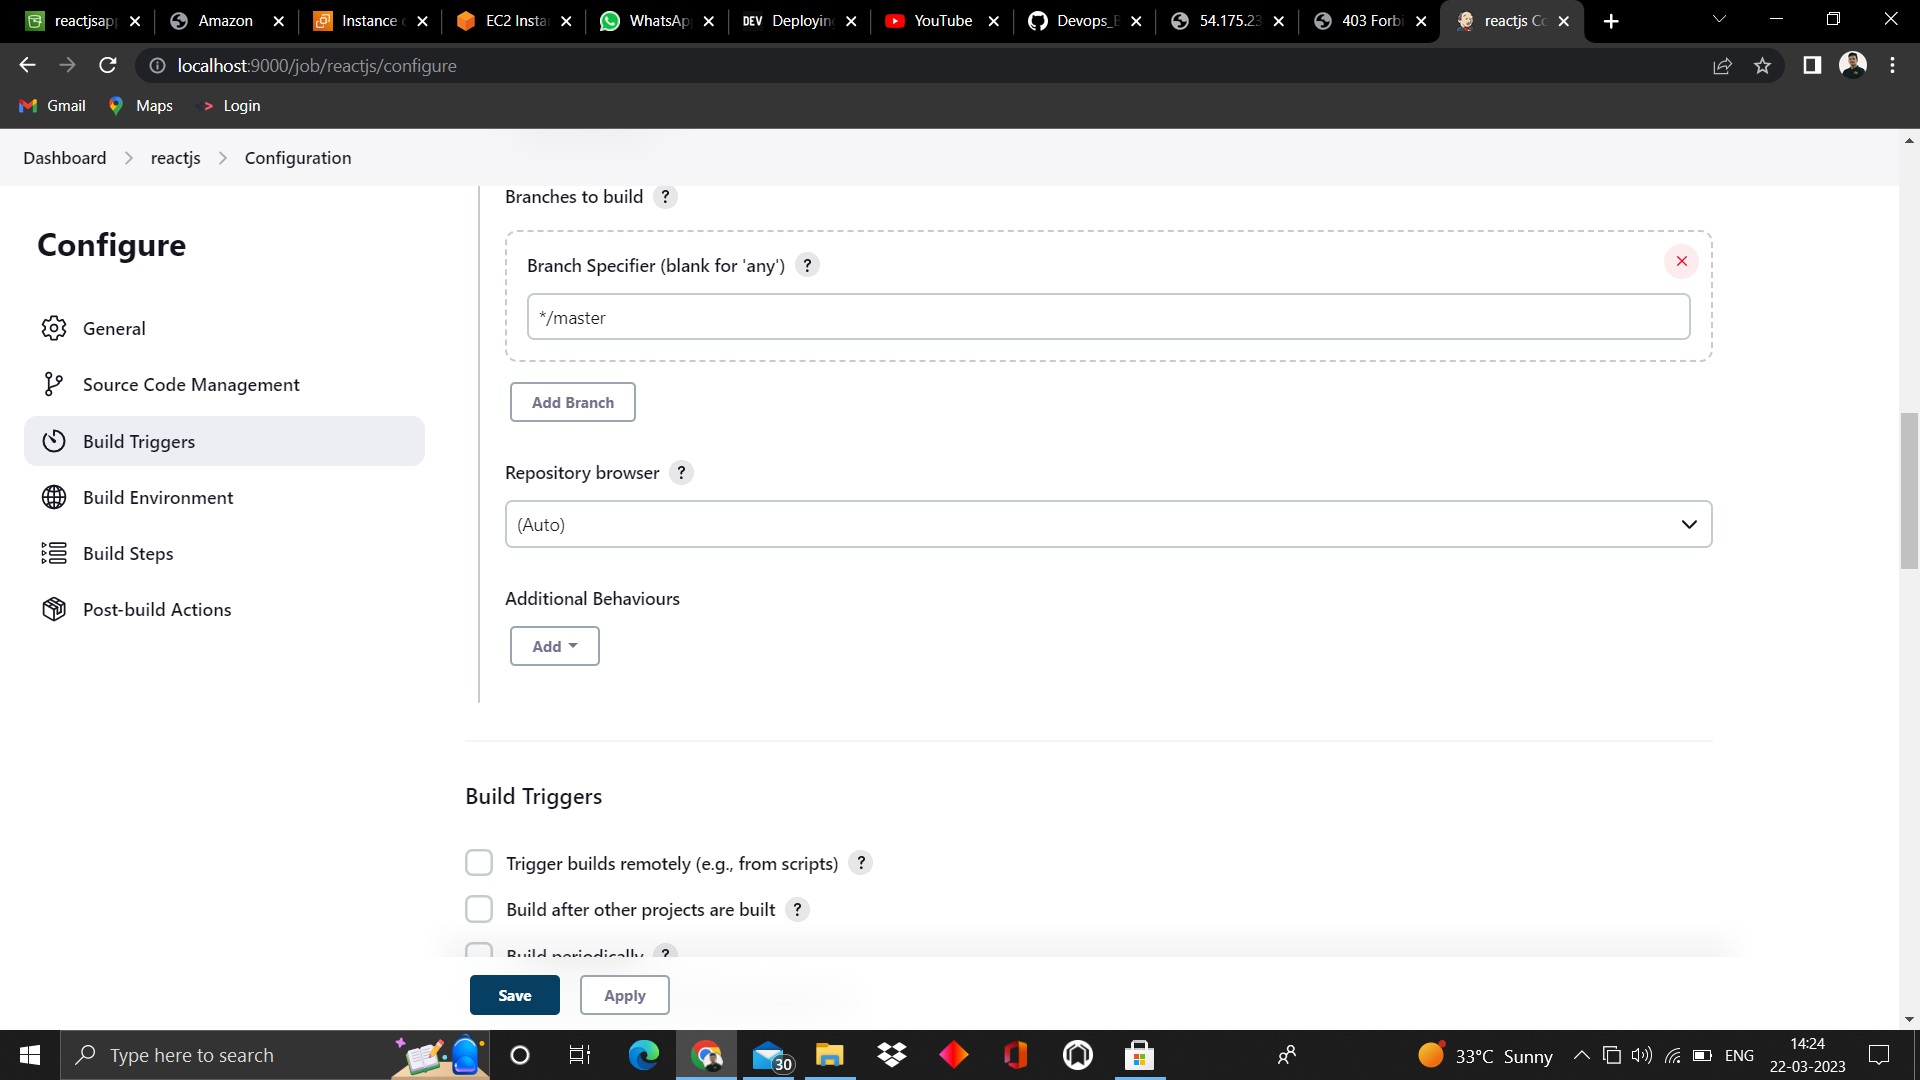 reactjsap
Amazon
Instance
EC2 Insta
WhatsAp
DEV Deployin
YouTube
Devops_
54.175.23
403 Forbi
reactjs Co
localhost:9000/job/reactjs/configure
Gmail Maps Login
Dashboard reactjs Configuration
Configure
General
Source Code Management
Build Triggers
Build Environment
Build Steps
Post-build Actions
Branches to build ?
Branch Specifier (blank for 'any') ?
*/master
Add Branch
Repository browser ?
(Auto)
Additional Behaviours
Add
Build Triggers
Trigger builds remotely (e.g., from scripts) ?
Build after other projects are built ?
Build periodically ?
Save Apply
Type here to search
30
33°C Sunny
ENG
14:24
22-03-2023